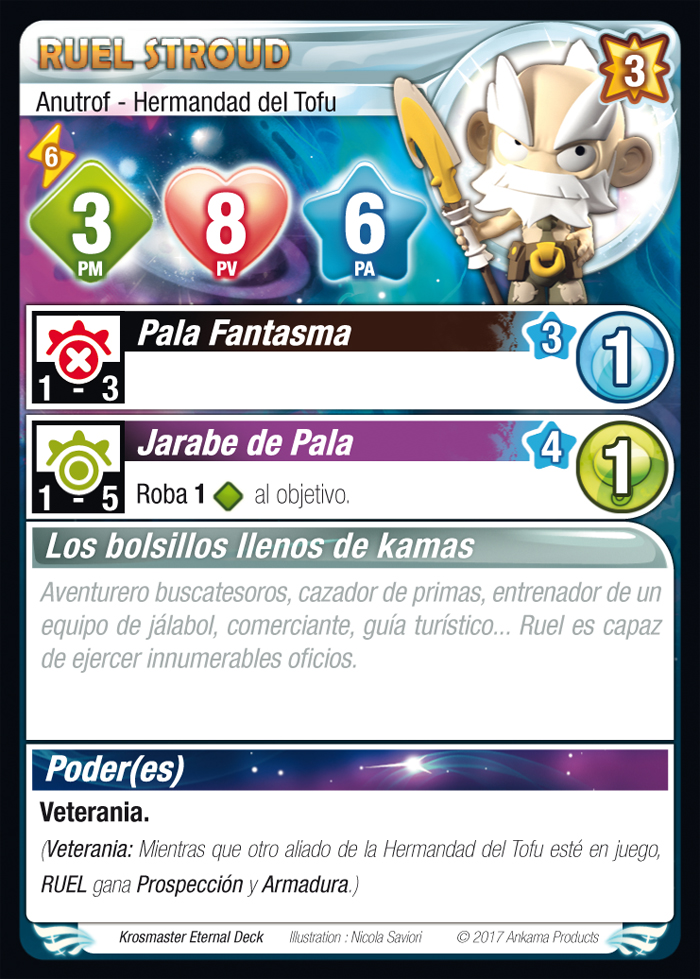 RUEL STROUD
3
Anutrof - Hermandad del Tofu
6
3
PM
8
PV
6
PA
Pala Fantasma
3
1
1 - 3
Jarabe de Pala
4
1
1 - 5
Roba 1 al objetivo.
Los bolsillos llenos de kamas
Aventurero buscatesoros, cazador de primas, entrenador de un
equipo de jálabol, comerciante, guía turístico... Ruel es capaz
de ejercer innumerables oficios.
Poder(es)
Veterania.
(Veterania: Mientras que otro aliado de la Hermandad del Tofu esté en juego,
RUEL gana Prospección y Armadura.)
Krosmaster Eternal Deck Illustration : Nicola Saviori © 2017 Ankama Products